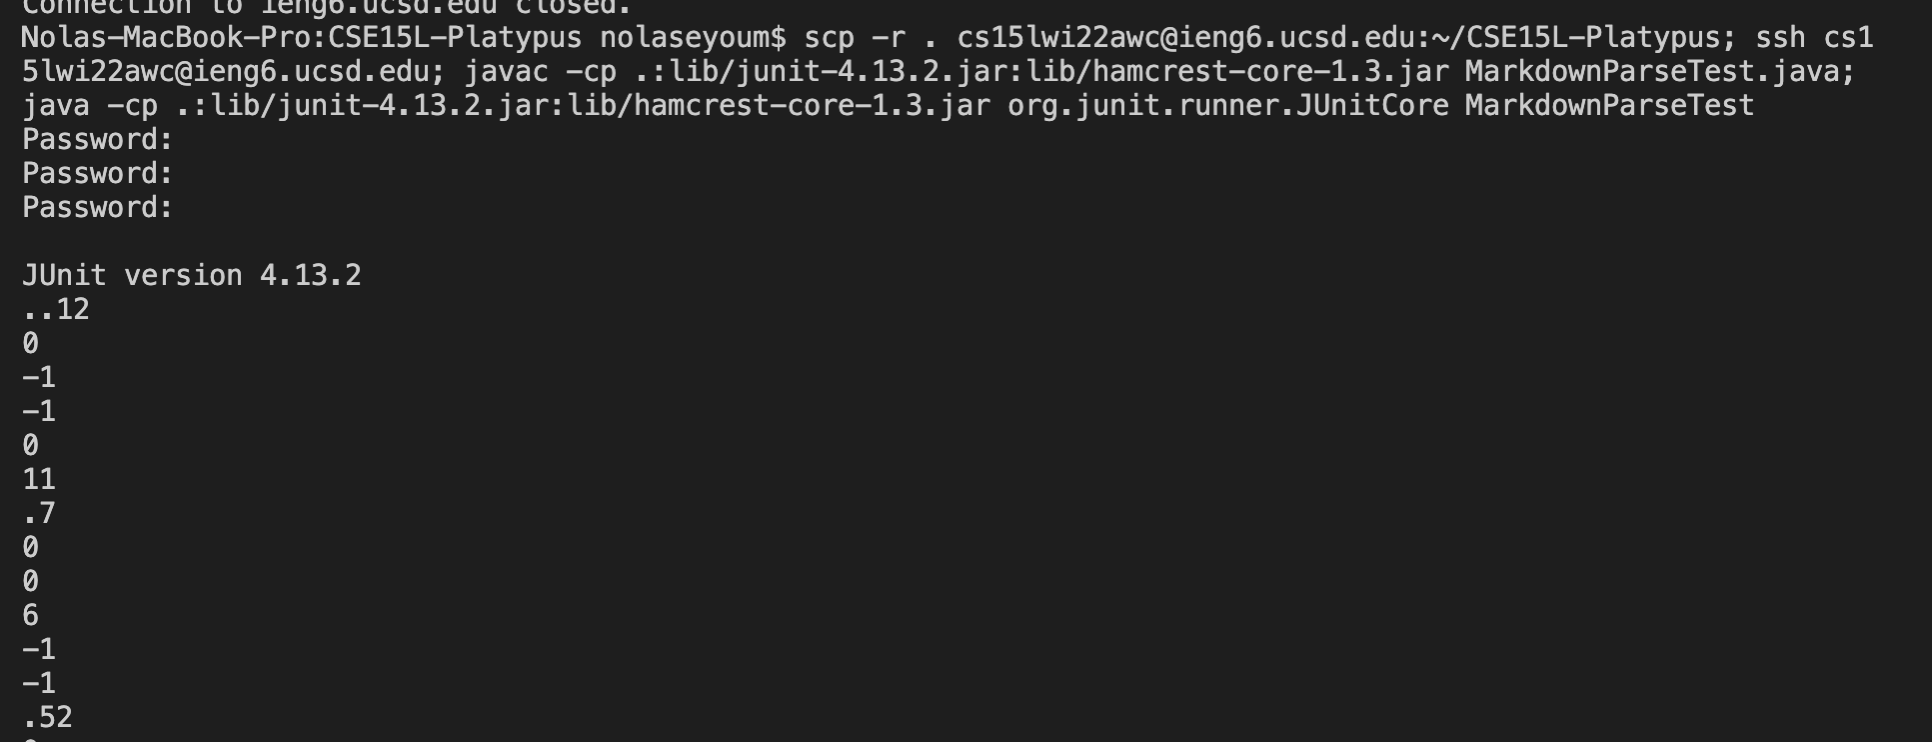 Connection to ieng6.ucsd.edu closed.
Nolas-MacBook-Pro:CSE15L-Platypus nolaseyoum$ scp -r . cs15lwi22awc@ieng6.ucsd.edu:~/CSE15L-Platypus; ssh cs1
5lwi22awc@ieng6.ucsd.edu; javac -cp .:lib/junit-4.13.2.jar:lib/hamcrest-core-1.3.jar MarkdownParseTest.java;
java -cp .:lib/junit-4.13.2.jar:lib/hamcrest-core-1.3.jar org.junit.runner.JUnitCore MarkdownParseTest
Password:
Password:
Password:
JUnit version 4.13.2
..12
0
-1
-1
0
11
.7
0
0
6
-1
-1
.52